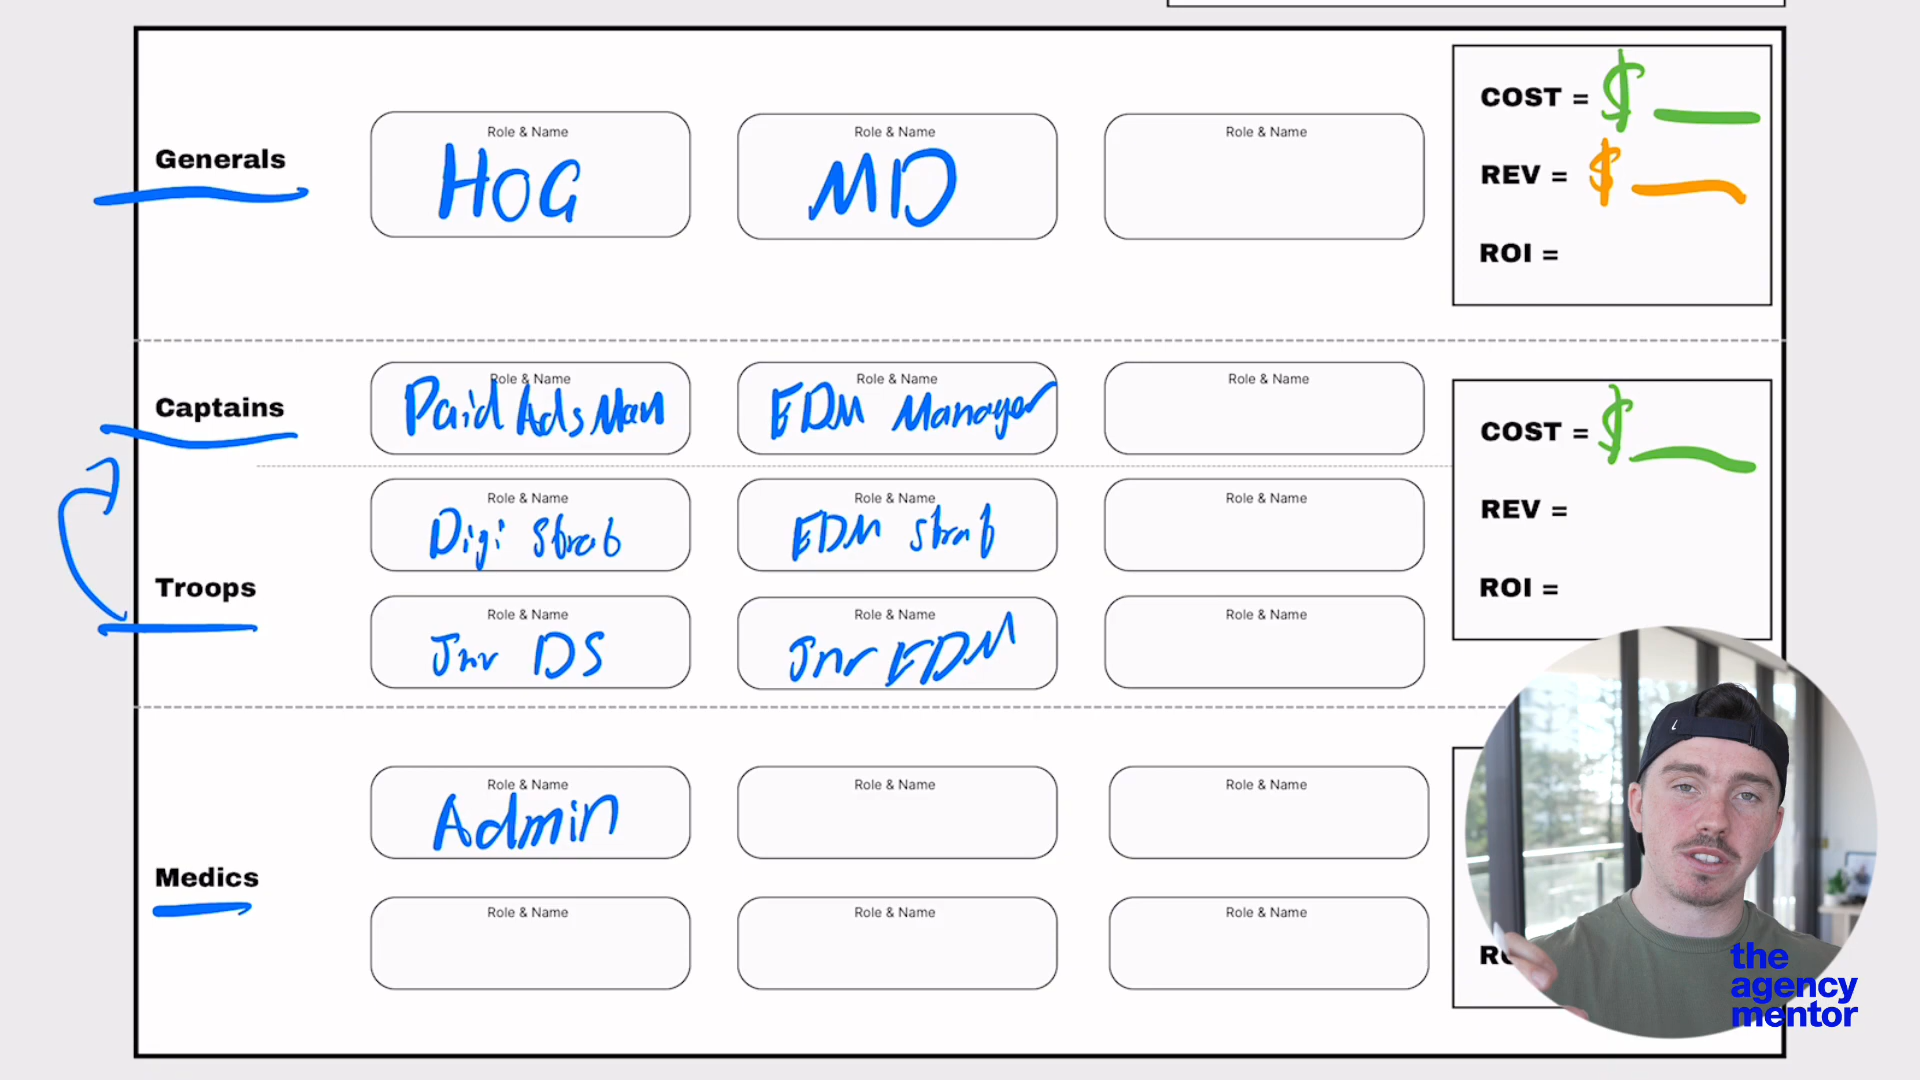 Generals
Role & Name
HOG
Role & Name
MD
Role & Name
COST = $
REV = $
ROI =
Captains
Role & Name
Paid Ads Man
Role & Name
EDM Manager
Role & Name
COST = $
REV =
ROI =
Troops
Role & Name
Digi Strat
Role & Name
EDM Strat
Role & Name
Role & Name
Jnr DS
Role & Name
Jnr EDM
Role & Name
Medics
Role & Name
Admin
Role & Name
Role & Name
Role & Name
Role & Name
Role & Name
the
agency
mentor